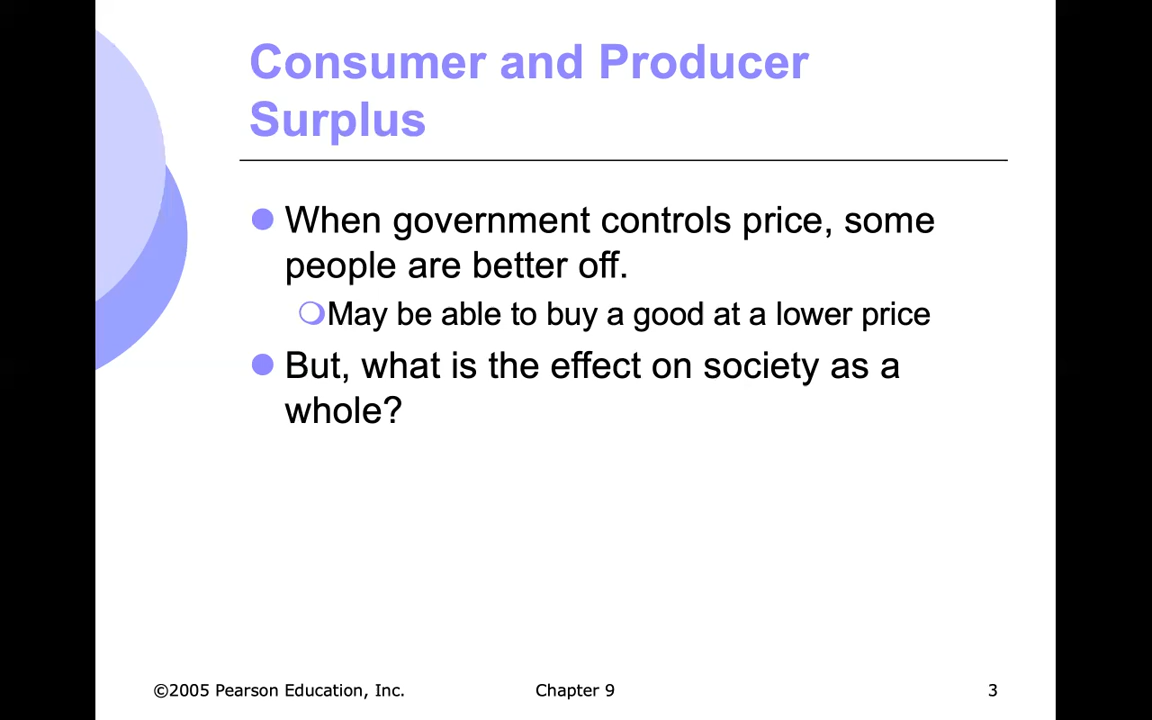 Consumer and Producer
Surplus
When government controls price, some
people are better off.
May be able to buy a good at a lower price
But, what is the effect on society as a
whole?
©2005 Pearson Education, Inc.
Chapter 9
3